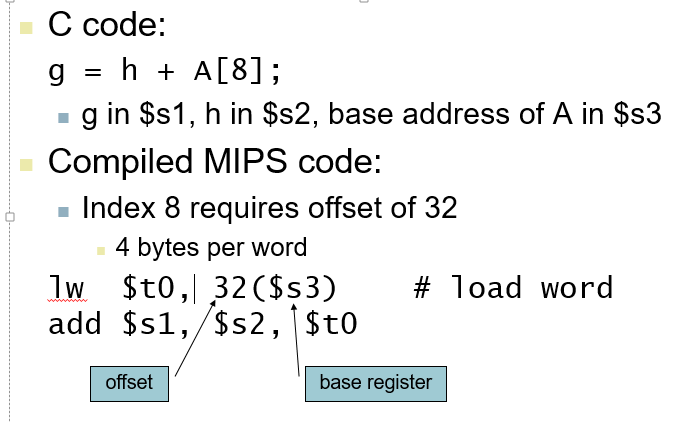 C code:
g = h + A[8];
g in $s1, h in $s2, base address of A in $s3
Compiled MIPS code:
Index 8 requires offset of 32
4 bytes per word
lw $t0, 32($s3) # load word
add $s1, $s2, $t0
offset
base register